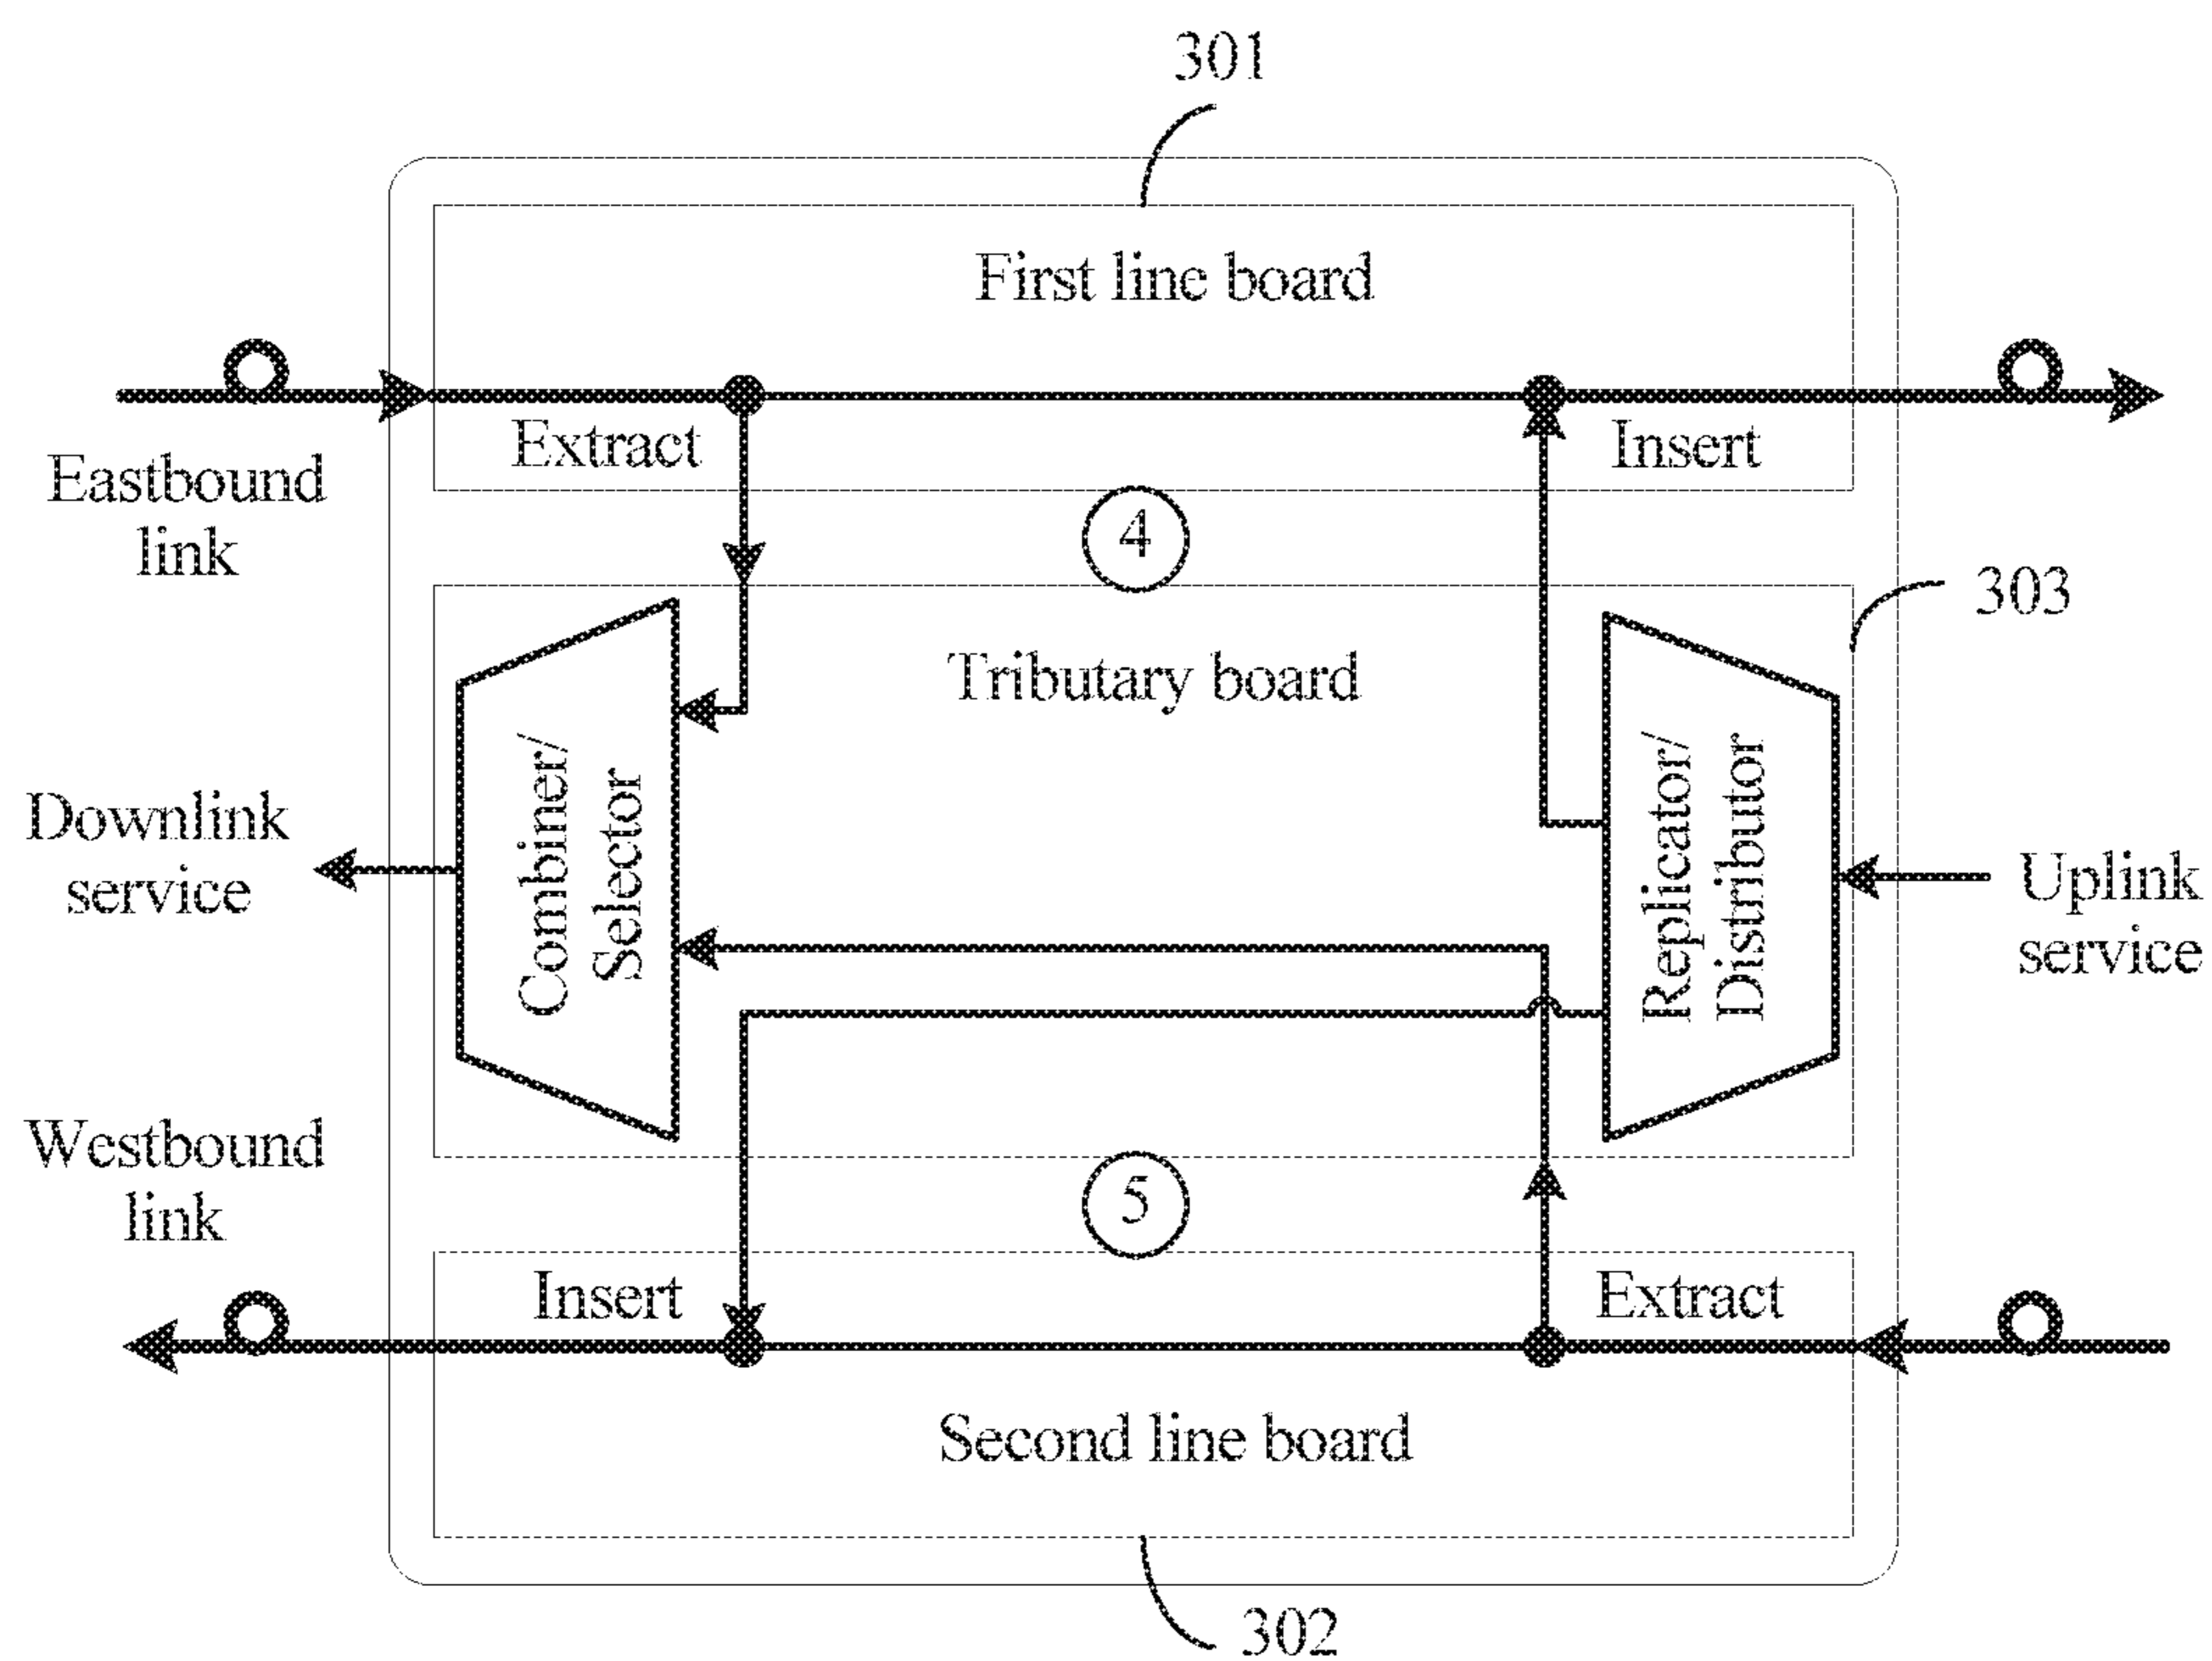 301
First line board
Extract
Insert
Eastbound
link
4
303
Tributary board
Combiner/
Selector
Replicator/
Distributor
Downlink
service
Uplink
service
Westbound
link
5
Insert
Extract
Second line board
302